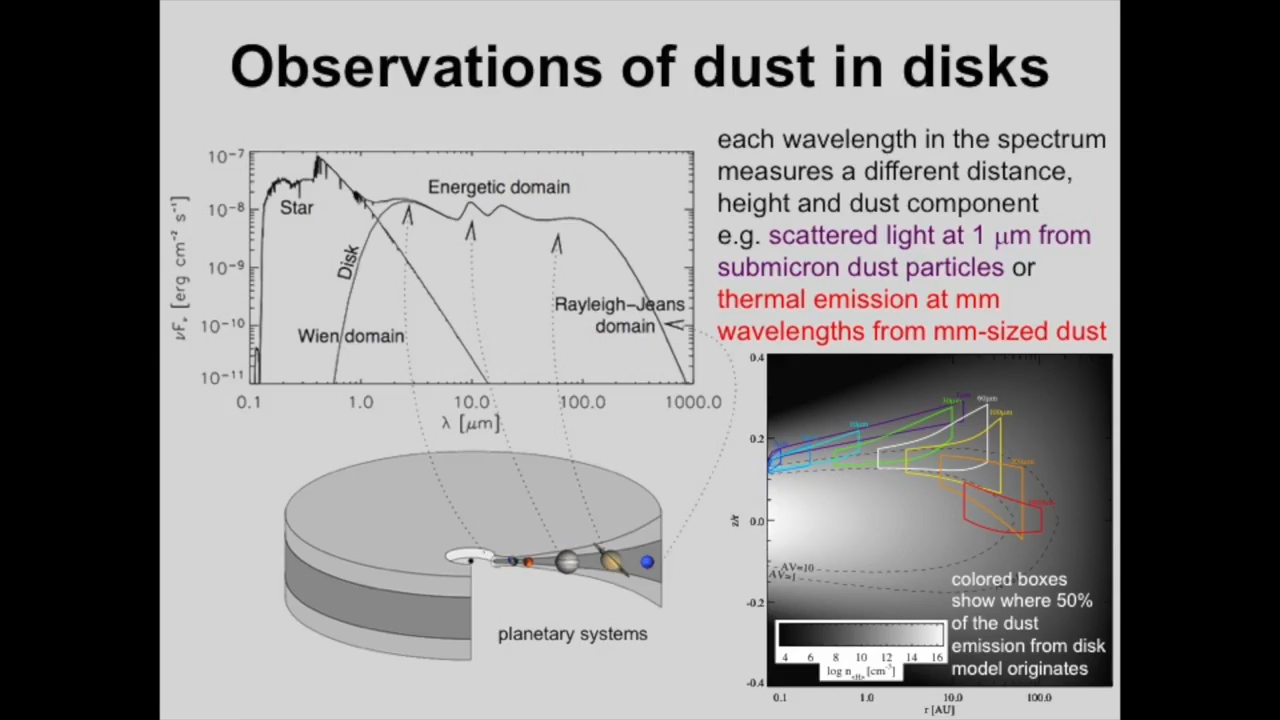 Observations of dust in disks
each wavelength in the spectrum
measures a different distance,
height and dust component
e.g. scattered light at 1 μm from
submicron dust particles or
thermal emission at mm
wavelengths from mm-sized dust
10⁻⁷
10⁻⁸
10⁻⁹
10⁻¹⁰
10⁻¹¹
νFᵥ [erg cm⁻² s⁻¹]
Star
Disk
Energetic domain
Wien domain
Rayleigh–Jeans
domain
0.1 1.0 10.0 100.0 1000.0
λ [μm]
planetary systems
0.4
0.2
0.0
-0.2
-0.4
z/r
60μm
100μm
AV=10
AV=1
colored boxes
show where 50%
of the dust
emission from disk
model originates
4 6 8 10 12 14 16
log n<H> [cm⁻³]
0.1 1.0 10.0 100.0
r [AU]